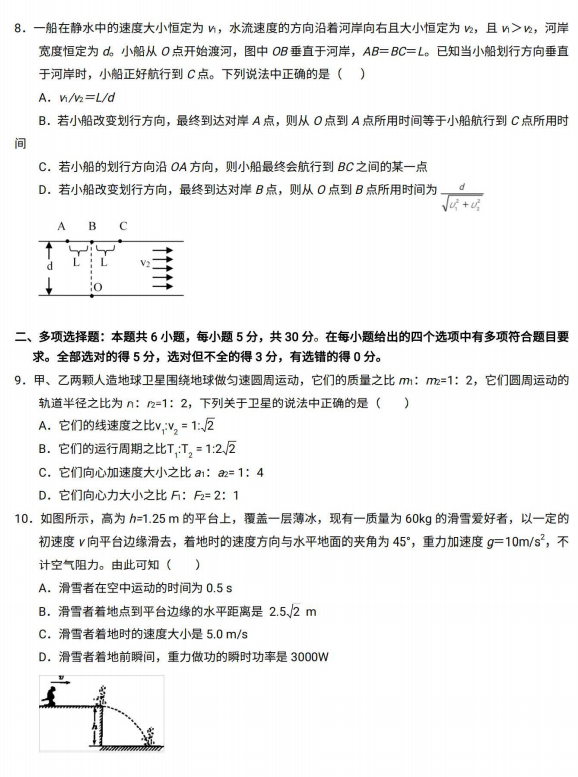 8．一船在静水中的速度大小恒定为 v₁，水流速度的方向沿着河岸向右且大小恒定为 v₂，且 v₁＞v₂，河岸
宽度恒定为 d。小船从 O 点开始渡河，图中 OB 垂直于河岸，AB＝BC＝L。已知当小船划行方向垂直
于河岸时，小船正好航行到 C 点。下列说法中正确的是（ ）
A．v₁/v₂＝L/d
B．若小船改变划行方向，最终到达对岸 A 点，则从 O 点到 A 点所用时间等于小船航行到 C 点所用时
间
C．若小船的划行方向沿 OA 方向，则小船最终会航行到 BC 之间的某一点
D．若小船改变划行方向，最终到达对岸 B 点，则从 O 点到 B 点所用时间为 d/√(υ₁²+υ₂²)
A B C
d L L v₂
O
二、多项选择题：本题共 6 小题，每小题 5 分，共 30 分。在每小题给出的四个选项中有多项符合题目要
求。全部选对的得 5 分，选对但不全的得 3 分，有选错的得 0 分。
9．甲、乙两颗人造地球卫星围绕地球做匀速圆周运动，它们的质量之比 m₁：m₂=1：2，它们圆周运动的
轨道半径之比为 r₁：r₂=1：2，下列关于卫星的说法中正确的是（ ）
A．它们的线速度之比v₁:v₂ = 1:√2
B．它们的运行周期之比T₁:T₂ = 1:2√2
C．它们向心加速度大小之比 a₁：a₂= 1：4
D．它们向心力大小之比 F₁：F₂= 2：1
10．如图所示，高为 h=1.25 m 的平台上，覆盖一层薄冰，现有一质量为 60kg 的滑雪爱好者，以一定的
初速度 v 向平台边缘滑去，着地时的速度方向与水平地面的夹角为 45°，重力加速度 g＝10m/s²，不
计空气阻力。由此可知（ ）
A．滑雪者在空中运动的时间为 0.5 s
B．滑雪者着地点到平台边缘的水平距离是 2.5√2 m
C．滑雪者着地时的速度大小是 5.0 m/s
D．滑雪者着地前瞬间，重力做功的瞬时功率是 3000W
v
h